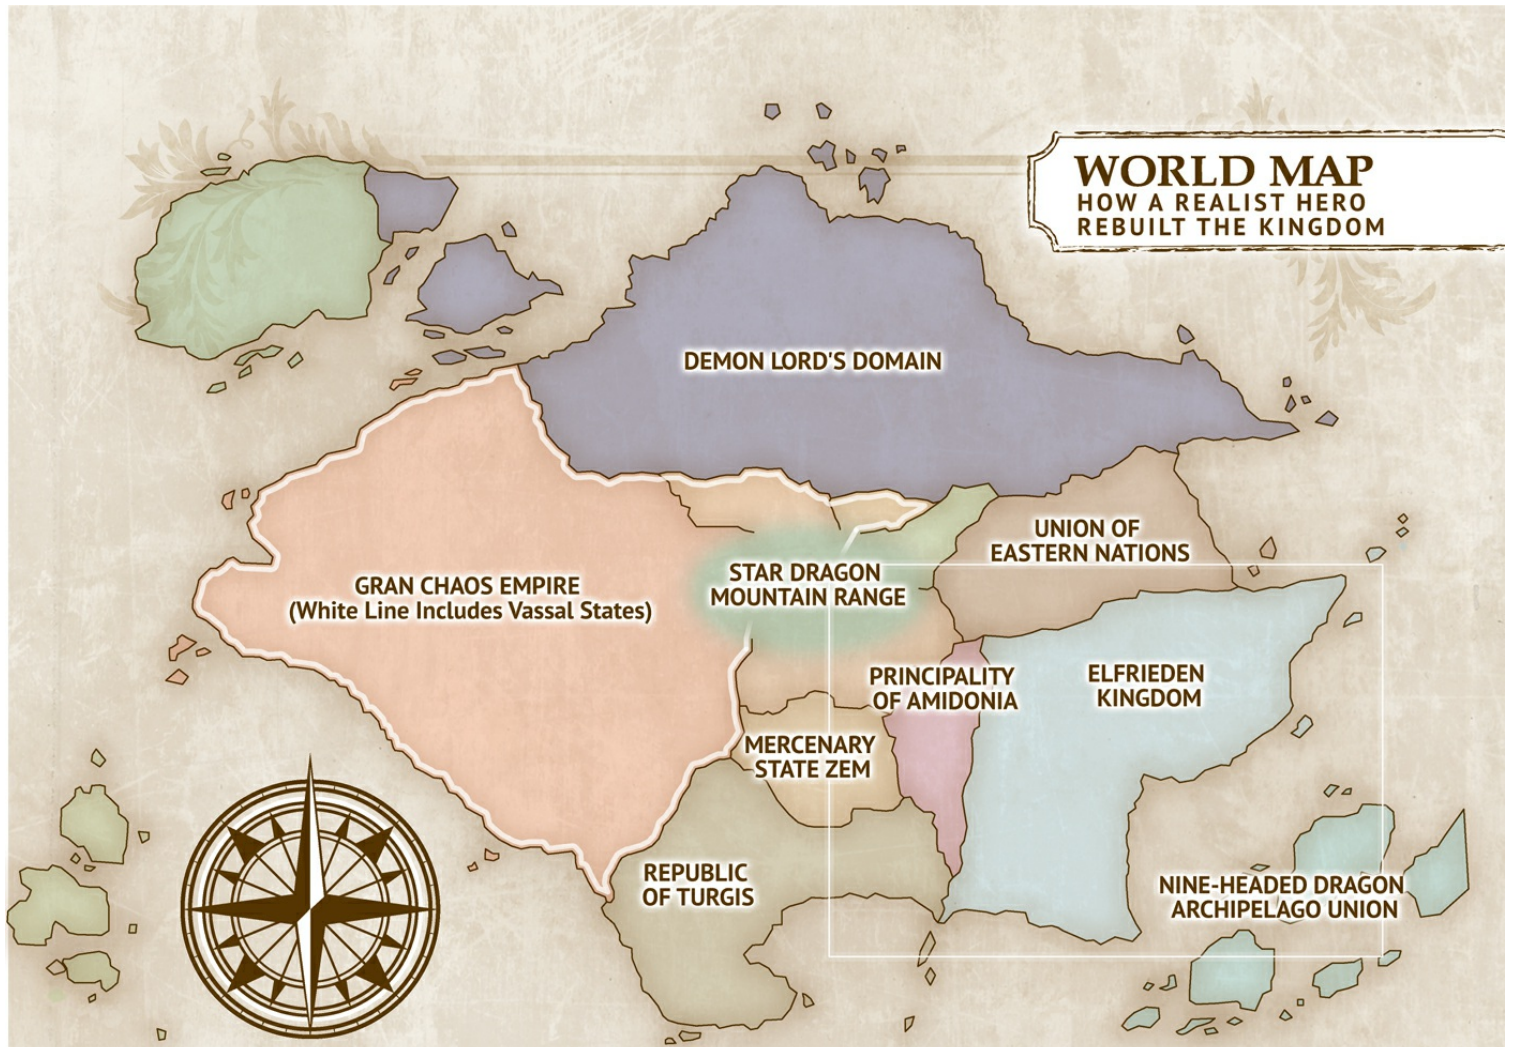 WORLD MAP
HOW A REALIST HERO
REBUILT THE KINGDOM
DEMON LORD'S DOMAIN
UNION OF
EASTERN NATIONS
STAR DRAGON
MOUNTAIN RANGE
GRAN CHAOS EMPIRE
(White Line Includes Vassal States)
PRINCIPALITY
OF AMIDONIA
ELFRIEDEN
KINGDOM
MERCENARY
STATE ZEM
REPUBLIC
OF TURGIS
NINE-HEADED DRAGON
ARCHIPELAGO UNION